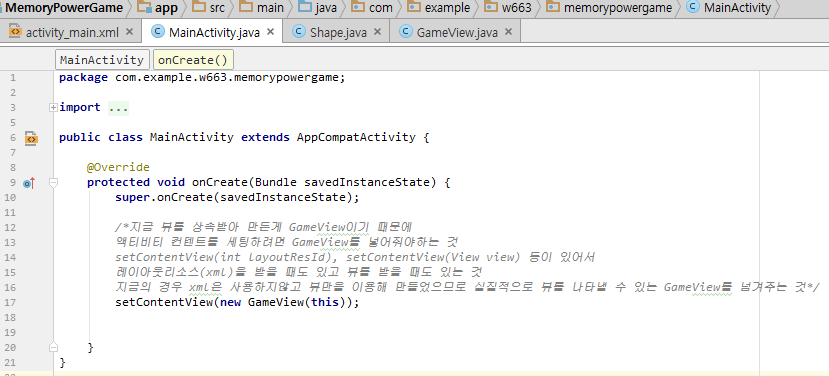 MemoryPowerGame app src main java com example w663 memorypowergame MainActivity
activity_main.xml MainActivity.java Shape.java GameView.java
MainActivity onCreate()
1 package com.example.w663.memorypowergame;
2
3 import ...
5
6 public class MainActivity extends AppCompatActivity {
7
8 @Override
9 protected void onCreate(Bundle savedInstanceState) {
10 super.onCreate(savedInstanceState);
11
12 /*지금 뷰를 상속받아 만든게 GameView이기 때문에
13 액티비티 컨텐트를 세팅하려면 GameView를 넣어줘야하는 것
14 setContentView(int layoutResId), setContentView(View view) 등이 있어서
15 레이아웃리소스(xml)을 받을 때도 있고 뷰를 받을 때도 있는 것
16 지금의 경우 xml은 사용하지않고 뷰만을 이용해 만들었으므로 실질적으로 뷰를 나타낼 수 있는 GameView를 넘겨주는 것*/
17 setContentView(new GameView(this));
18
19
20 }
21 }
22